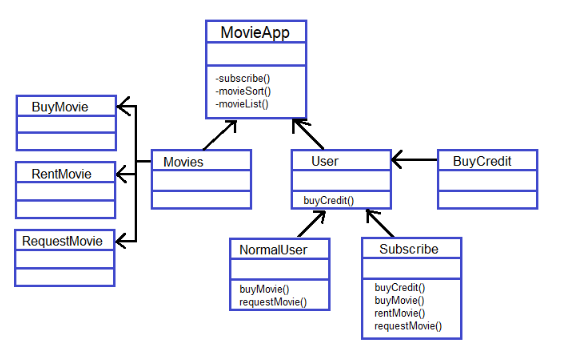 MovieApp
-subscribe()
-movieSort()
-movieList()
BuyMovie
RentMovie
RequestMovie
Movies
User
buyCredit()
BuyCredit
NormalUser
buyMovie()
requestMovie()
Subscribe
buyCredit()
buyMovie()
rentMovie()
requestMovie()